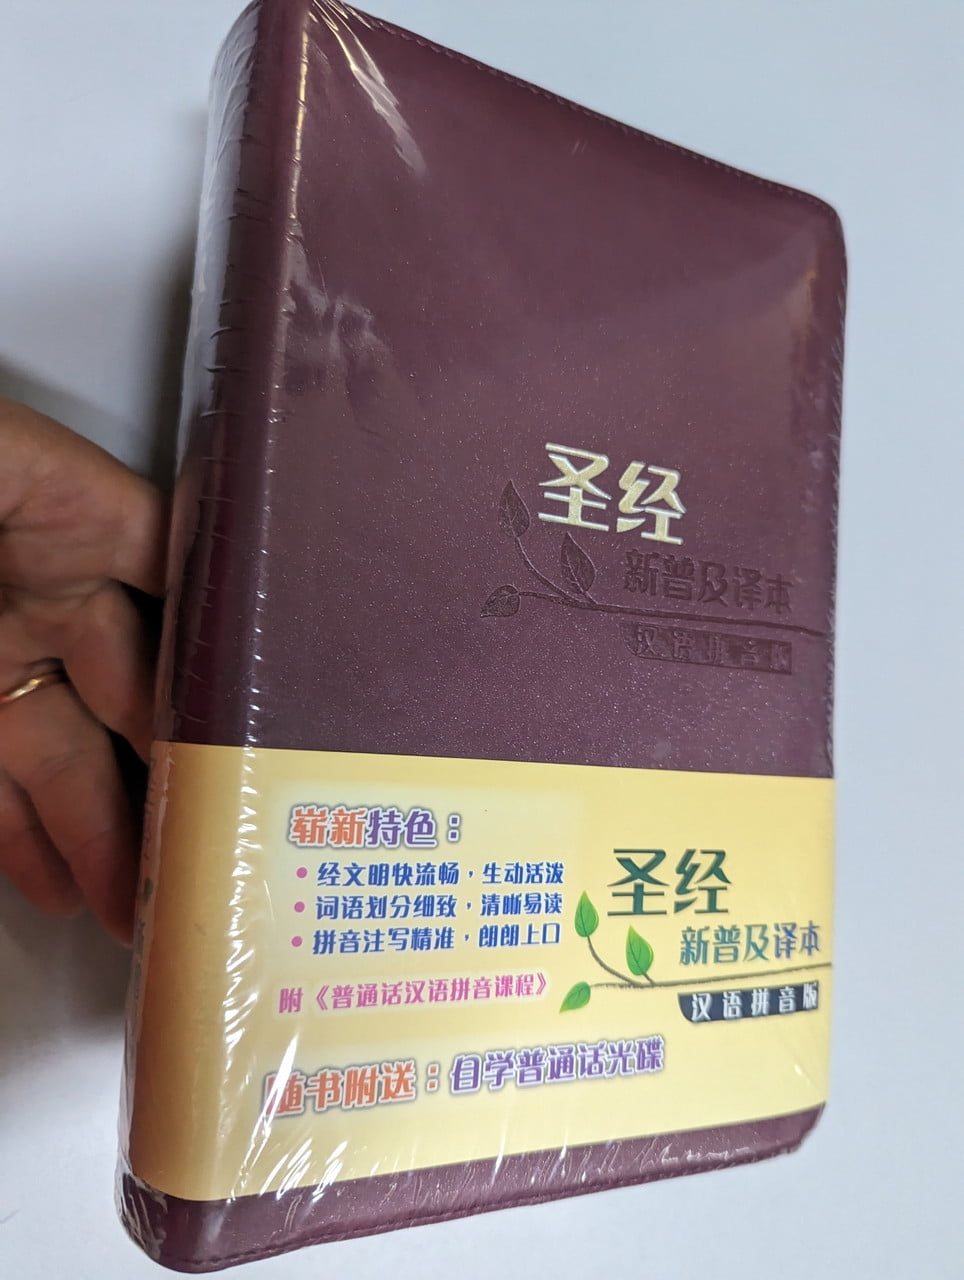 圣经
新普及译本
汉语拼音版
崭新特色：
• 经文明快流畅，生动活泼
• 词语划分细致，清晰易读
• 拼音注写精准，朗朗上口
附《普通话汉语拼音课程》
随书附送：自学普通话光碟
圣经
新普及译本
汉语拼音版